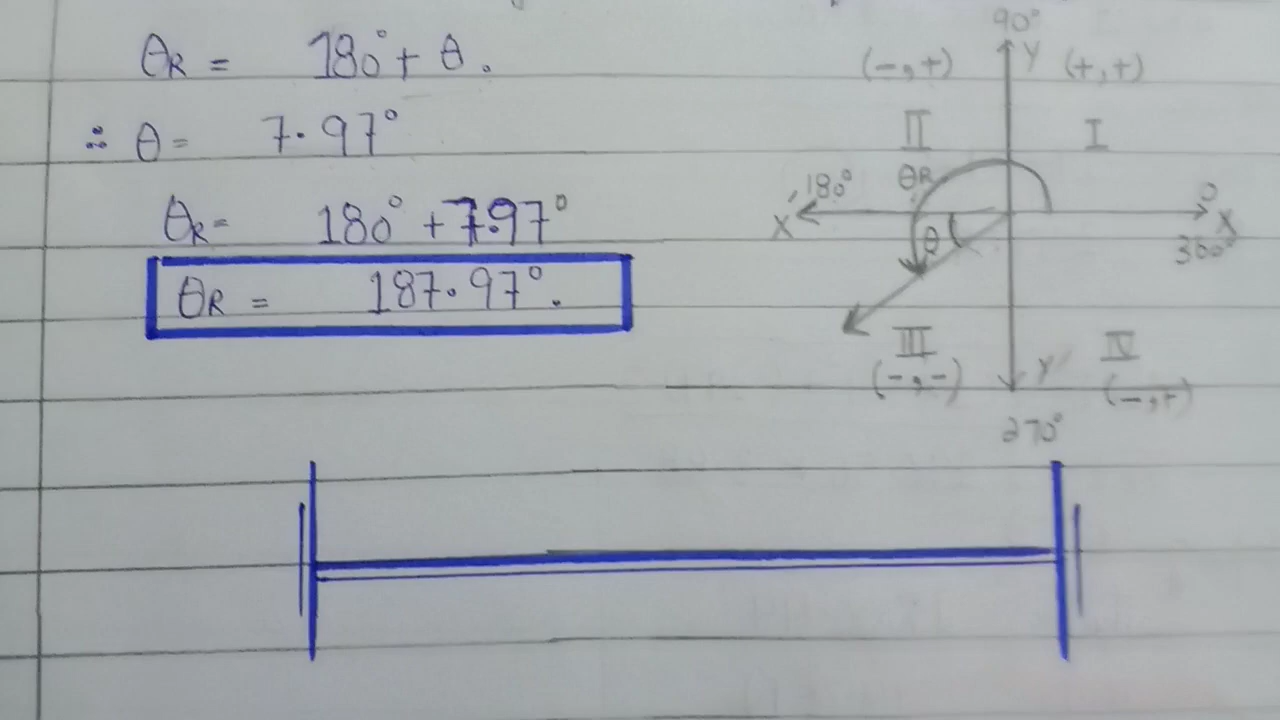 θR = 180° + θ.
∴ θ = 7.97°
θR = 180° + 7.97°
θR = 187.97°.
90°
Y
(-,+) (+,+)
II I
180° θR 0
X' X
θ 360°
III IV
(-,-) Y' (-,+)
270°